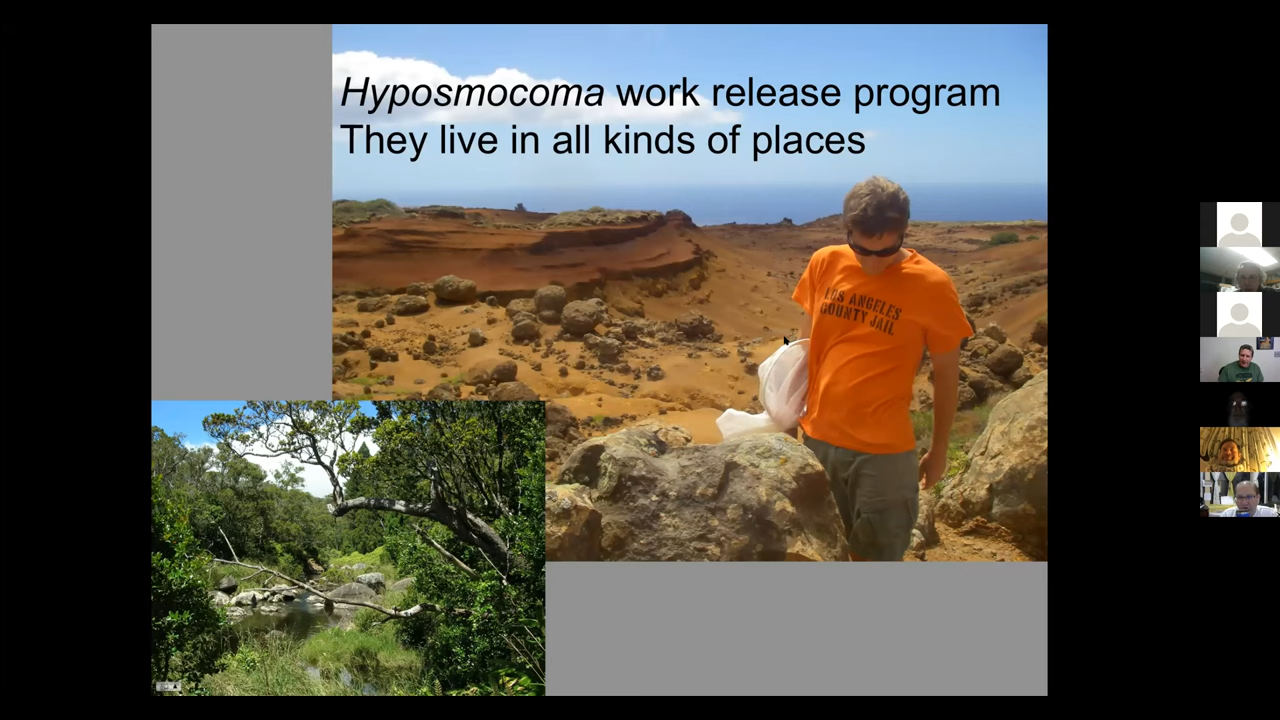 Hyposmocoma work release program
They live in all kinds of places
LOS ANGELES
COUNTY JAIL